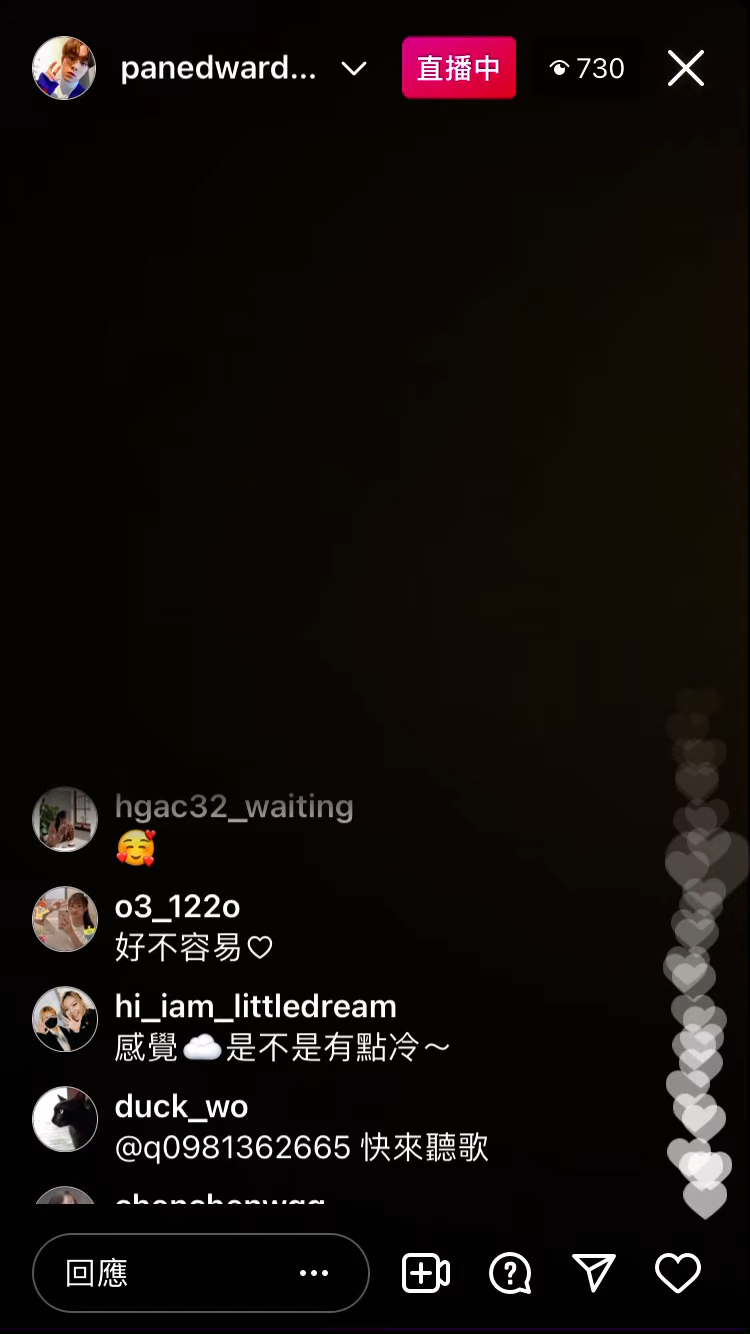 panedward...
直播中
730
hgac32_waiting
🥰
o3_122o
好不容易♡
hi_iam_littledream
感覺☁️是不是有點冷～
duck_wo
@q0981362665 快來聽歌
回應